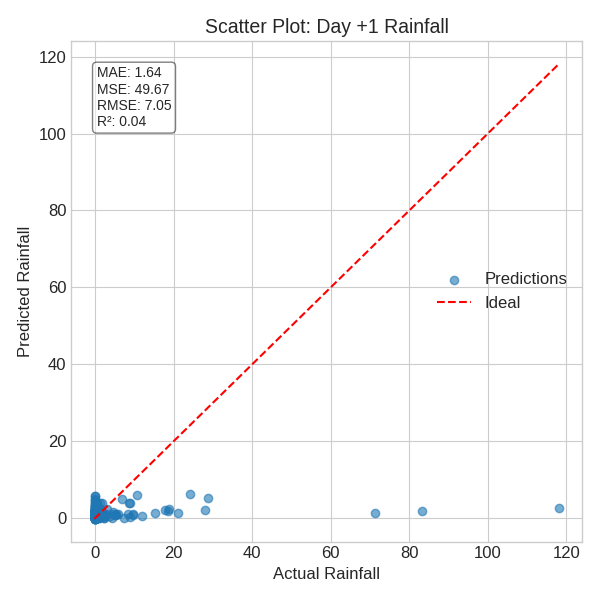 Scatter Plot: Day +1 Rainfall
MAE: 1.64
MSE: 49.67
RMSE: 7.05
R²: 0.04
Predicted Rainfall
120
100
80
60
40
20
0
Predictions
Ideal
0 20 40 60 80 100 120
Actual Rainfall